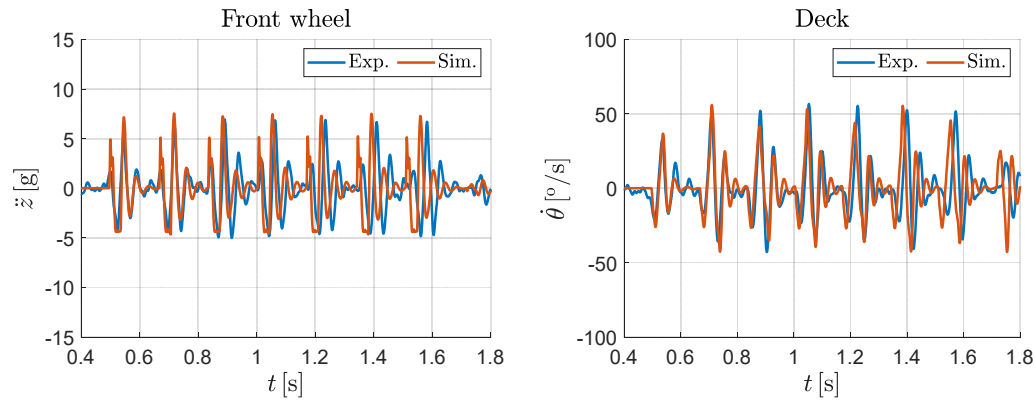 Front wheel
15
10
5
0
-5
-10
-15
z̈ [g]
Exp. Sim.
0.4 0.6 0.8 1 1.2 1.4 1.6 1.8
t [s]
Deck
100
50
0
-50
-100
θ̇ [°/s]
Exp. Sim.
0.4 0.6 0.8 1 1.2 1.4 1.6 1.8
t [s]